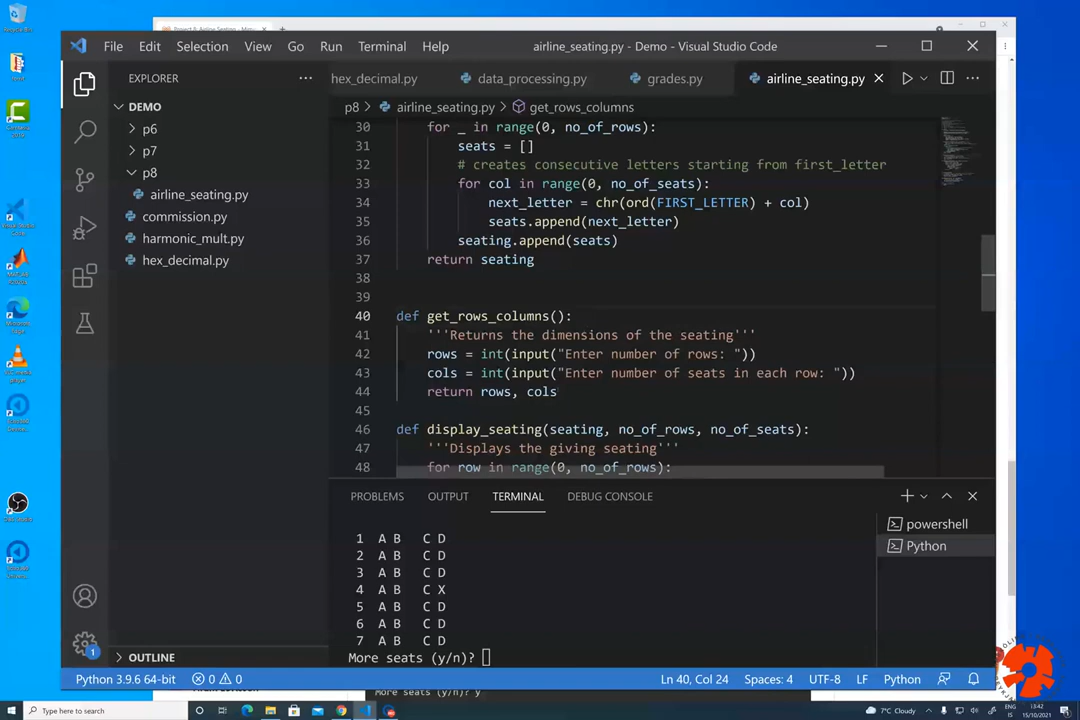 File Edit Selection View Go Run Terminal Help airline_seating.py - Demo - Visual Studio Code
EXPLORER
hex_decimal.py data_processing.py grades.py airline_seating.py
DEMO
p8 > airline_seating.py > get_rows_columns
p6
p7
p8
airline_seating.py
commission.py
harmonic_mult.py
hex_decimal.py
OUTLINE
30 for _ in range(0, no_of_rows):
31 seats = []
32 # creates consecutive letters starting from first_letter
33 for col in range(0, no_of_seats):
34 next_letter = chr(ord(FIRST_LETTER) + col)
35 seats.append(next_letter)
36 seating.append(seats)
37 return seating
38
39
40 def get_rows_columns():
41 '''Returns the dimensions of the seating'''
42 rows = int(input("Enter number of rows: "))
43 cols = int(input("Enter number of seats in each row: "))
44 return rows, cols
45
46 def display_seating(seating, no_of_rows, no_of_seats):
47 '''Displays the giving seating'''
48 for row in range(0, no_of_rows):
PROBLEMS OUTPUT TERMINAL DEBUG CONSOLE
powershell
Python
1 A B C D
2 A B C D
3 A B C D
4 A B C X
5 A B C D
6 A B C D
7 A B C D
More seats (y/n)?
1
Python 3.9.6 64-bit 0 0 Ln 40, Col 24 Spaces: 4 UTF-8 LF Python
More seats (y/n)? y
Type here to search
7°C Cloudy
ENG
IS
13:42
15/10/2021